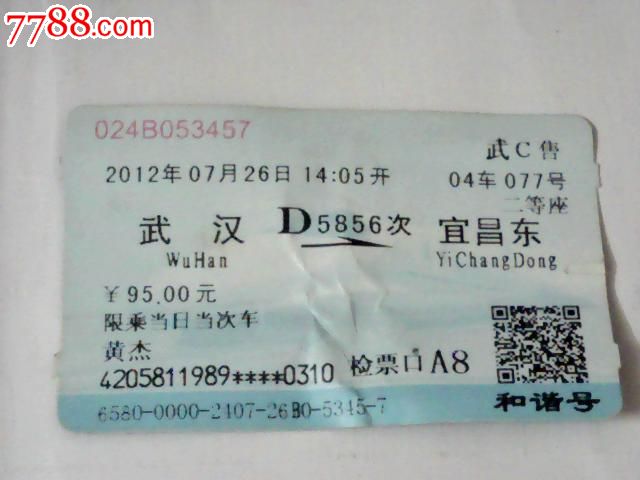 7788.com
024B053457
武C售
2012年07月26日 14:05开
04车 077号
二等座
武 汉 D5856次 宜昌东
WuHan YiChangDong
￥95.00元
限乘当日当次车
黄杰
4205811989****0310 检票口 A8
和谐号
6580-0000-2407-26B0-5345-7